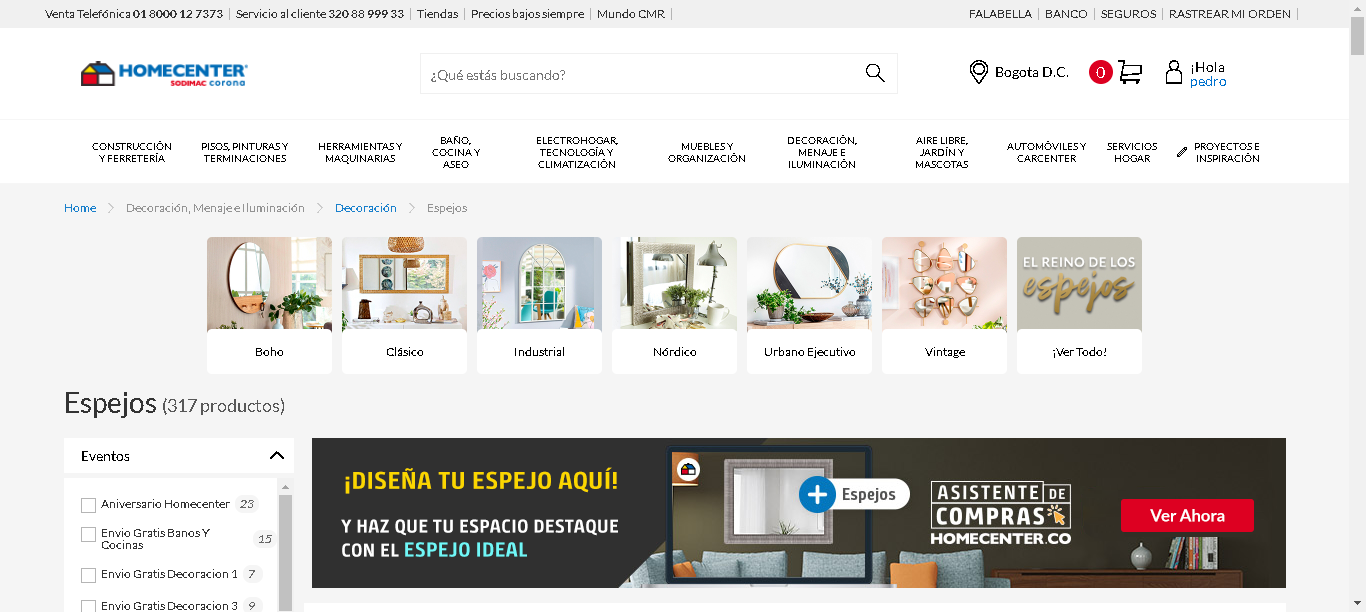 Venta Telefónica 01 8000 12 7373 | Servicio al cliente 320 88 999 33 | Tiendas | Precios bajos siempre | Mundo CMR |
FALABELLA | BANCO | SEGUROS | RASTREAR MI ORDEN |
HOMECENTER
SODIMAC corona
¿Qué estás buscando?
Bogota D.C.
0
¡Hola
pedro
CONSTRUCCIÓN
Y FERRETERÍA
PISOS, PINTURAS Y
TERMINACIONES
HERRAMIENTAS Y
MAQUINARIAS
BAÑO,
COCINA Y
ASEO
ELECTROHOGAR,
TECNOLOGÍA Y
CLIMATIZACIÓN
MUEBLES Y
ORGANIZACIÓN
DECORACIÓN,
MENAJE E
ILUMINACIÓN
AIRE LIBRE,
JARDÍN Y
MASCOTAS
AUTOMÓVILES Y
CARCENTER
SERVICIOS
HOGAR
PROYECTOS E
INSPIRACIÓN
Home > Decoración, Menaje e Iluminación > Decoración > Espejos
EL REINO DE LOS
espejos
Boho
Clásico
Industrial
Nórdico
Urbano Ejecutivo
Vintage
¡Ver Todo!
Espejos (317 productos)
Eventos
Aniversario Homecenter 23
Envio Gratis Banos Y
Cocinas 15
Envio Gratis Decoracion 1 7
Envio Gratis Decoracion 3 9
¡DISEÑA TU ESPEJO AQUÍ!
Y HAZ QUE TU ESPACIO DESTAQUE
CON EL ESPEJO IDEAL
Espejos
ASISTENTE DE
COMPRAS
HOMECENTER.CO
Ver Ahora